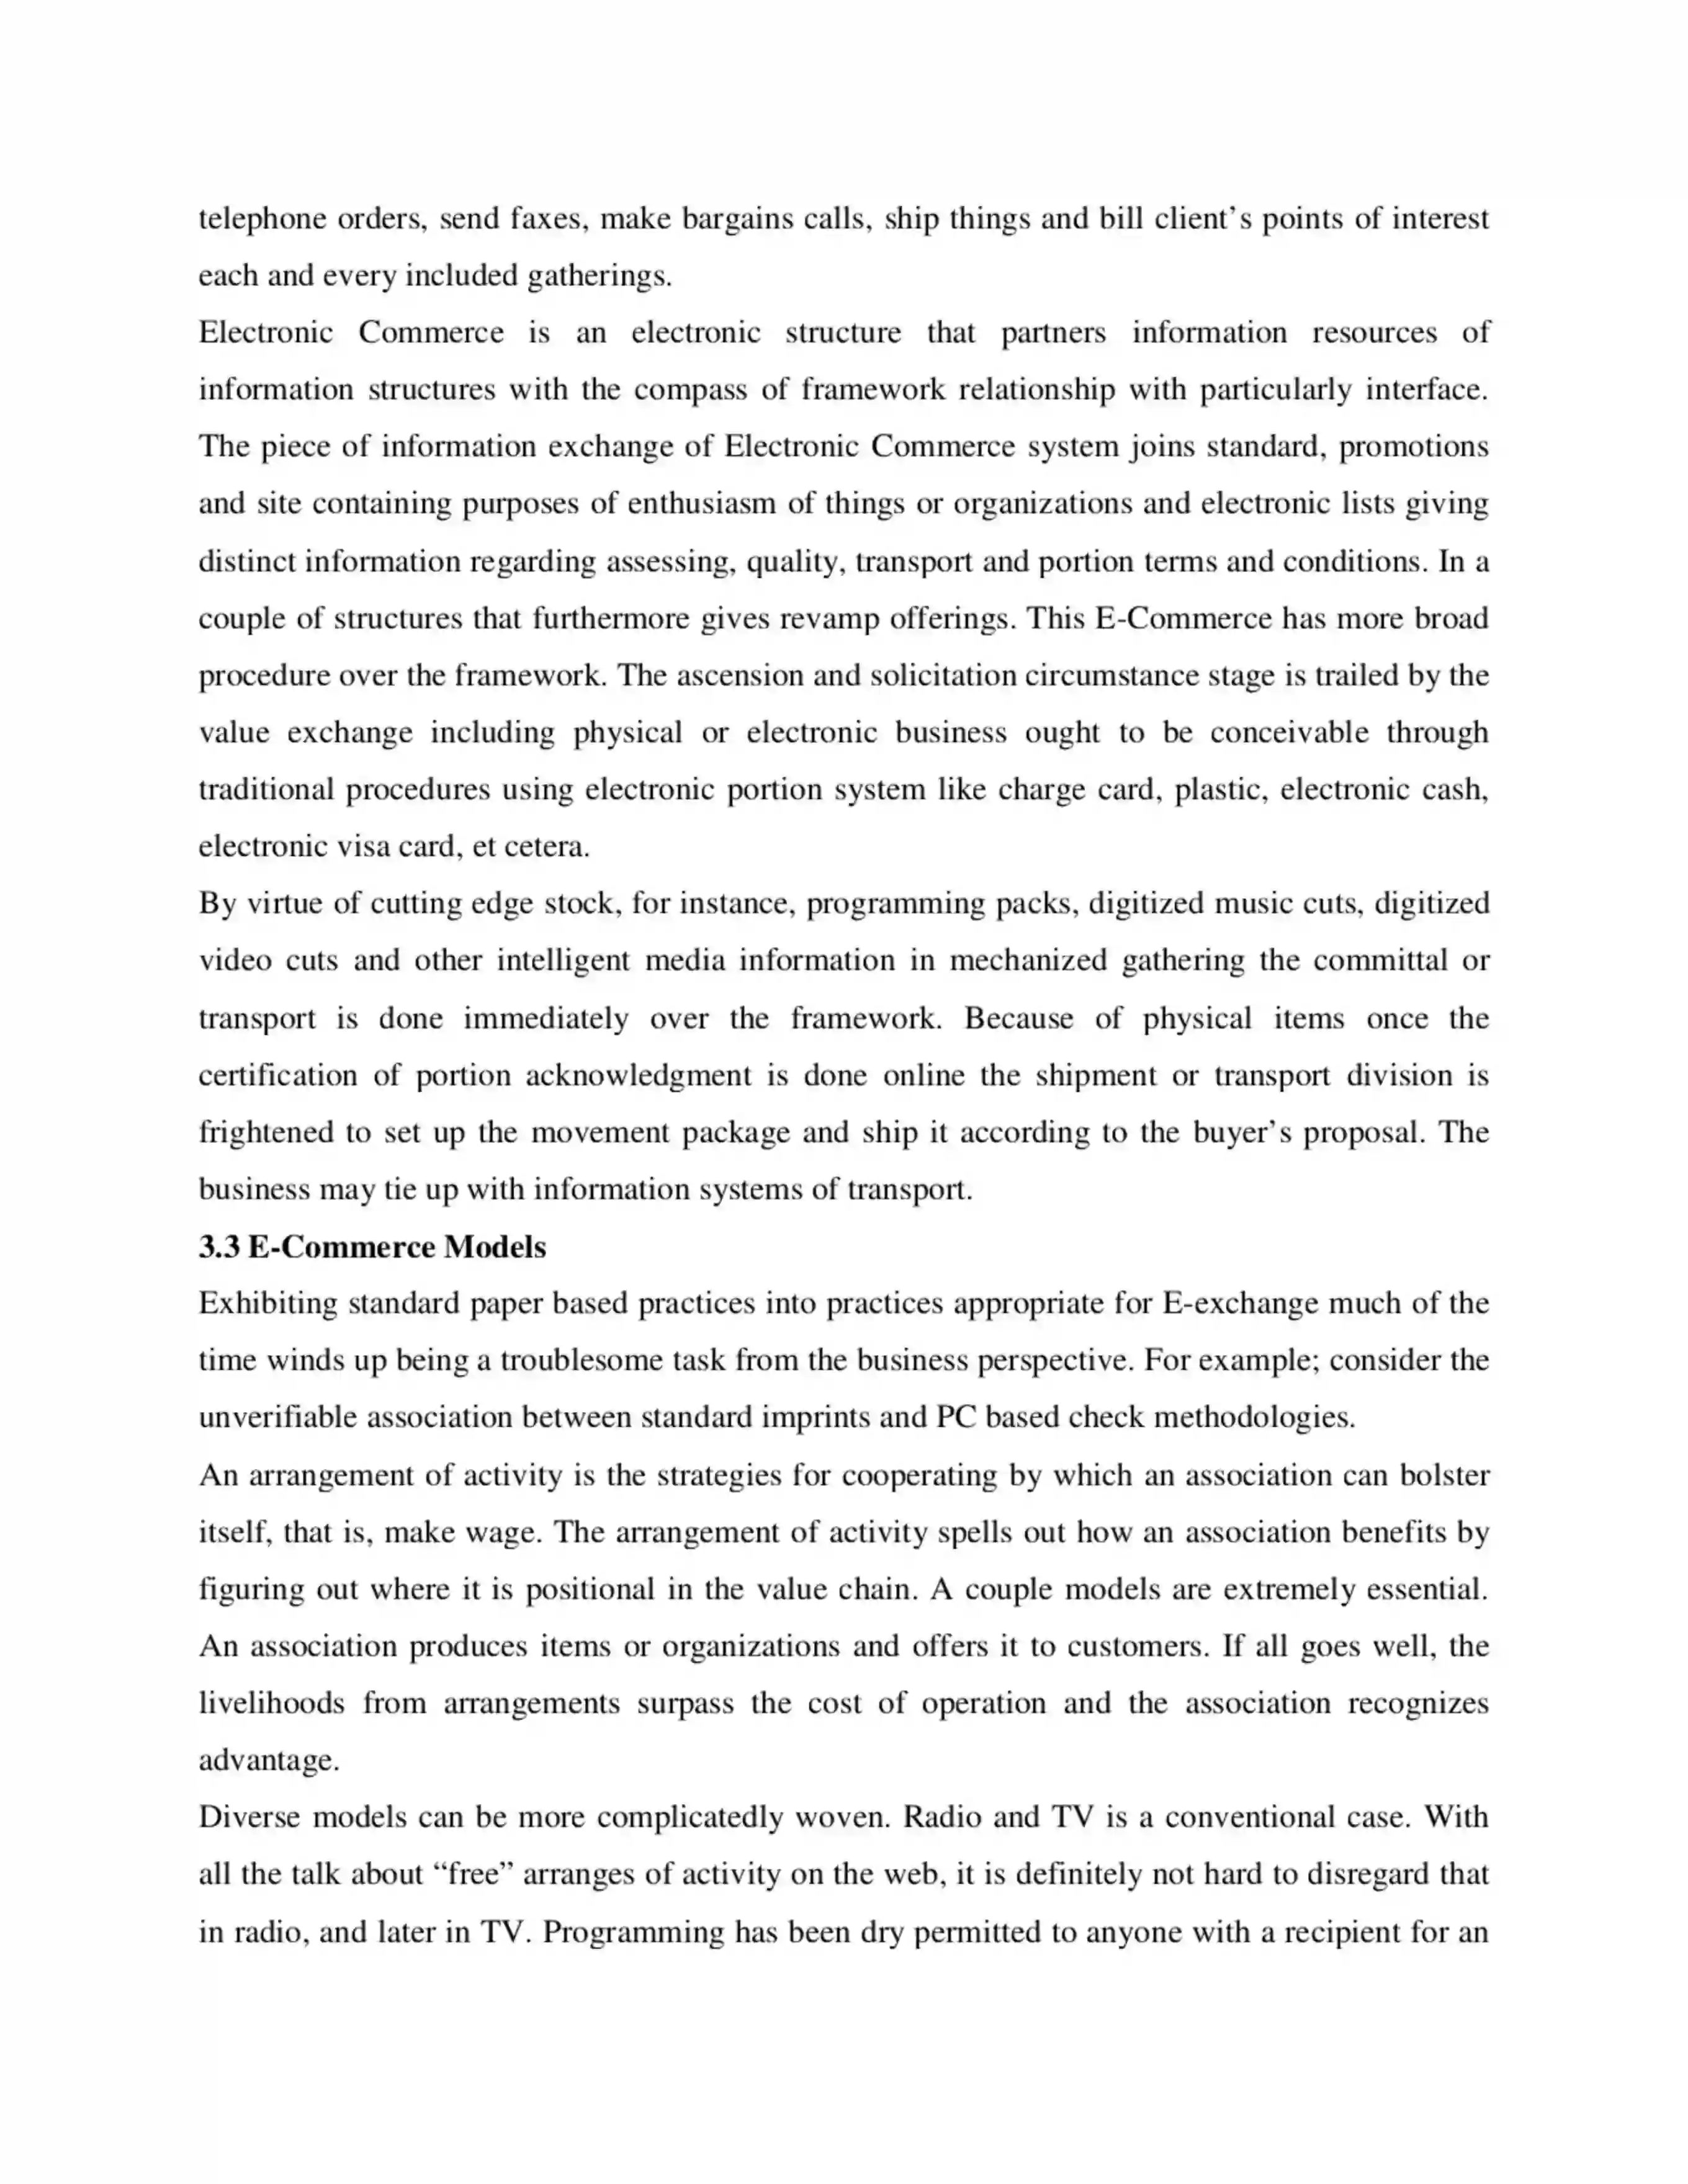 telephone orders, send faxes, make bargains calls, ship things and bill client’s points of interest
each and every included gatherings.
Electronic Commerce is an electronic structure that partners information resources of
information structures with the compass of framework relationship with particularly interface.
The piece of information exchange of Electronic Commerce system joins standard, promotions
and site containing purposes of enthusiasm of things or organizations and electronic lists giving
distinct information regarding assessing, quality, transport and portion terms and conditions. In a
couple of structures that furthermore gives revamp offerings. This E-Commerce has more broad
procedure over the framework. The ascension and solicitation circumstance stage is trailed by the
value exchange including physical or electronic business ought to be conceivable through
traditional procedures using electronic portion system like charge card, plastic, electronic cash,
electronic visa card, et cetera.
By virtue of cutting edge stock, for instance, programming packs, digitized music cuts, digitized
video cuts and other intelligent media information in mechanized gathering the committal or
transport is done immediately over the framework. Because of physical items once the
certification of portion acknowledgment is done online the shipment or transport division is
frightened to set up the movement package and ship it according to the buyer’s proposal. The
business may tie up with information systems of transport.
3.3 E-Commerce Models
Exhibiting standard paper based practices into practices appropriate for E-exchange much of the
time winds up being a troublesome task from the business perspective. For example; consider the
unverifiable association between standard imprints and PC based check methodologies.
An arrangement of activity is the strategies for cooperating by which an association can bolster
itself, that is, make wage. The arrangement of activity spells out how an association benefits by
figuring out where it is positional in the value chain. A couple models are extremely essential.
An association produces items or organizations and offers it to customers. If all goes well, the
livelihoods from arrangements surpass the cost of operation and the association recognizes
advantage.
Diverse models can be more complicatedly woven. Radio and TV is a conventional case. With
all the talk about “free” arranges of activity on the web, it is definitely not hard to disregard that
in radio, and later in TV. Programming has been dry permitted to anyone with a recipient for an